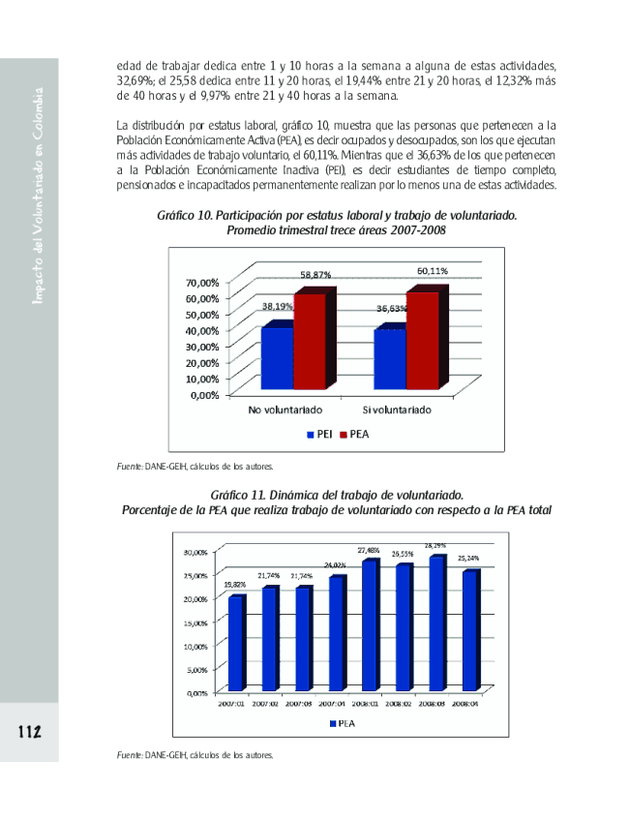 edad de trabajar dedica entre 1 y 10 horas a la semana a alguna de estas actividades,
32,69%; el 25,58 dedica entre 11 y 20 horas, el 19,44% entre 21 y 20 horas, el 12,32% más
de 40 horas y el 9,97% entre 21 y 40 horas a la semana.
La distribución por estatus laboral, gráfico 10, muestra que las personas que pertenecen a la
Población Económicamente Activa (PEA), es decir ocupados y desocupados, son los que ejecutan
más actividades de trabajo voluntario, el 60,11%. Mientras que el 36,63% de los que pertenecen
a la Población Económicamente Inactiva (PEI), es decir estudiantes de tiempo completo,
pensionados e incapacitados permanentemente realizan por lo menos una de estas actividades.
Gráfico 10. Participación por estatus laboral y trabajo de voluntariado.
Promedio trimestral trece áreas 2007-2008
70,00%
60,00%
50,00%
40,00%
30,00%
20,00%
10,00%
0,00%
38,19%
58,87%
36,63%
60,11%
No voluntariado
Si voluntariado
PEI
PEA
Fuente: DANE-GEIH, cálculos de los autores.
Gráfico 11. Dinámica del trabajo de voluntariado.
Porcentaje de la PEA que realiza trabajo de voluntariado con respecto a la PEA total
30,00%
25,00%
20,00%
15,00%
10,00%
5,00%
0,00%
19,82%
21,74%
21,74%
24,02%
27,48%
26,55%
28,29%
25,24%
2007:01
2007:02
2007:03
2007:04
2008:01
2008:02
2008:03
2008:04
PEA
Fuente: DANE-GEIH, cálculos de los autores.
Impacto del Voluntariado en Colombia
112